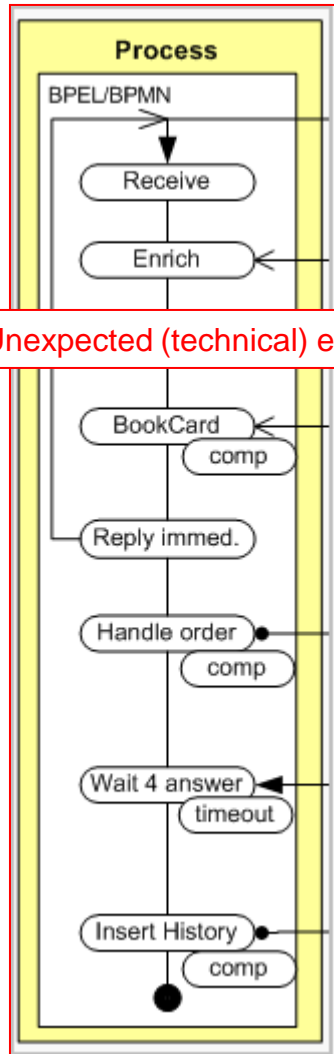 Process
BPEL/BPMN
Receive
Enrich
Unexpected (technical) e
BookCard
comp
Reply immed.
Handle order
comp
Wait 4 answer
timeout
Insert History
comp